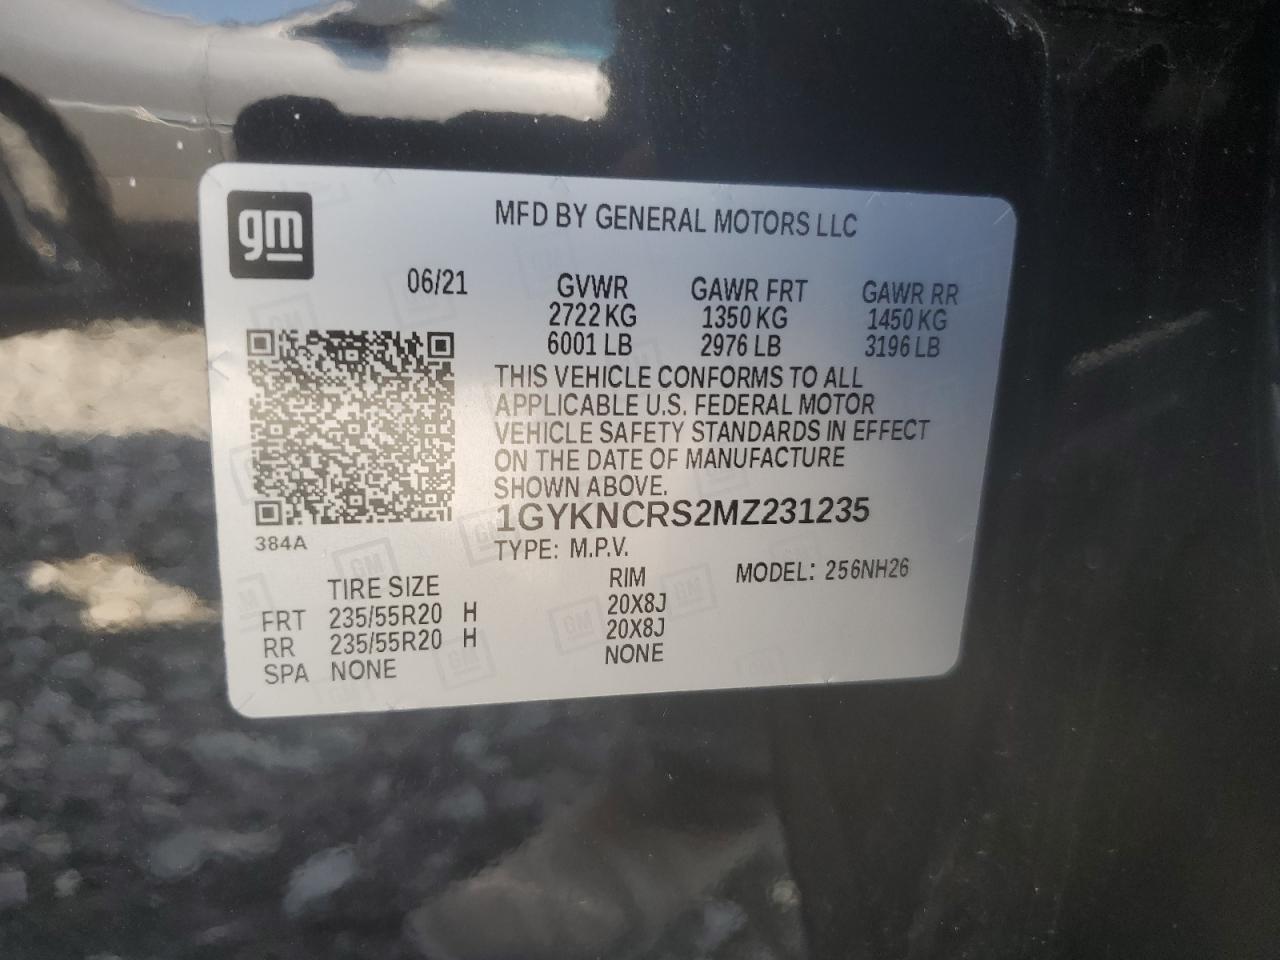 gm
MFD BY GENERAL MOTORS LLC
06/21 GVWR GAWR FRT GAWR RR
2722 KG 1350 KG 1450 KG
6001 LB 2976 LB 3196 LB
THIS VEHICLE CONFORMS TO ALL
APPLICABLE U.S. FEDERAL MOTOR
VEHICLE SAFETY STANDARDS IN EFFECT
ON THE DATE OF MANUFACTURE
SHOWN ABOVE.
1GYKNCRS2MZ231235
384A
TYPE: M.P.V. MODEL: 256NH26
TIRE SIZE RIM
FRT 235/55R20 H 20X8J
RR 235/55R20 H 20X8J
SPA NONE NONE